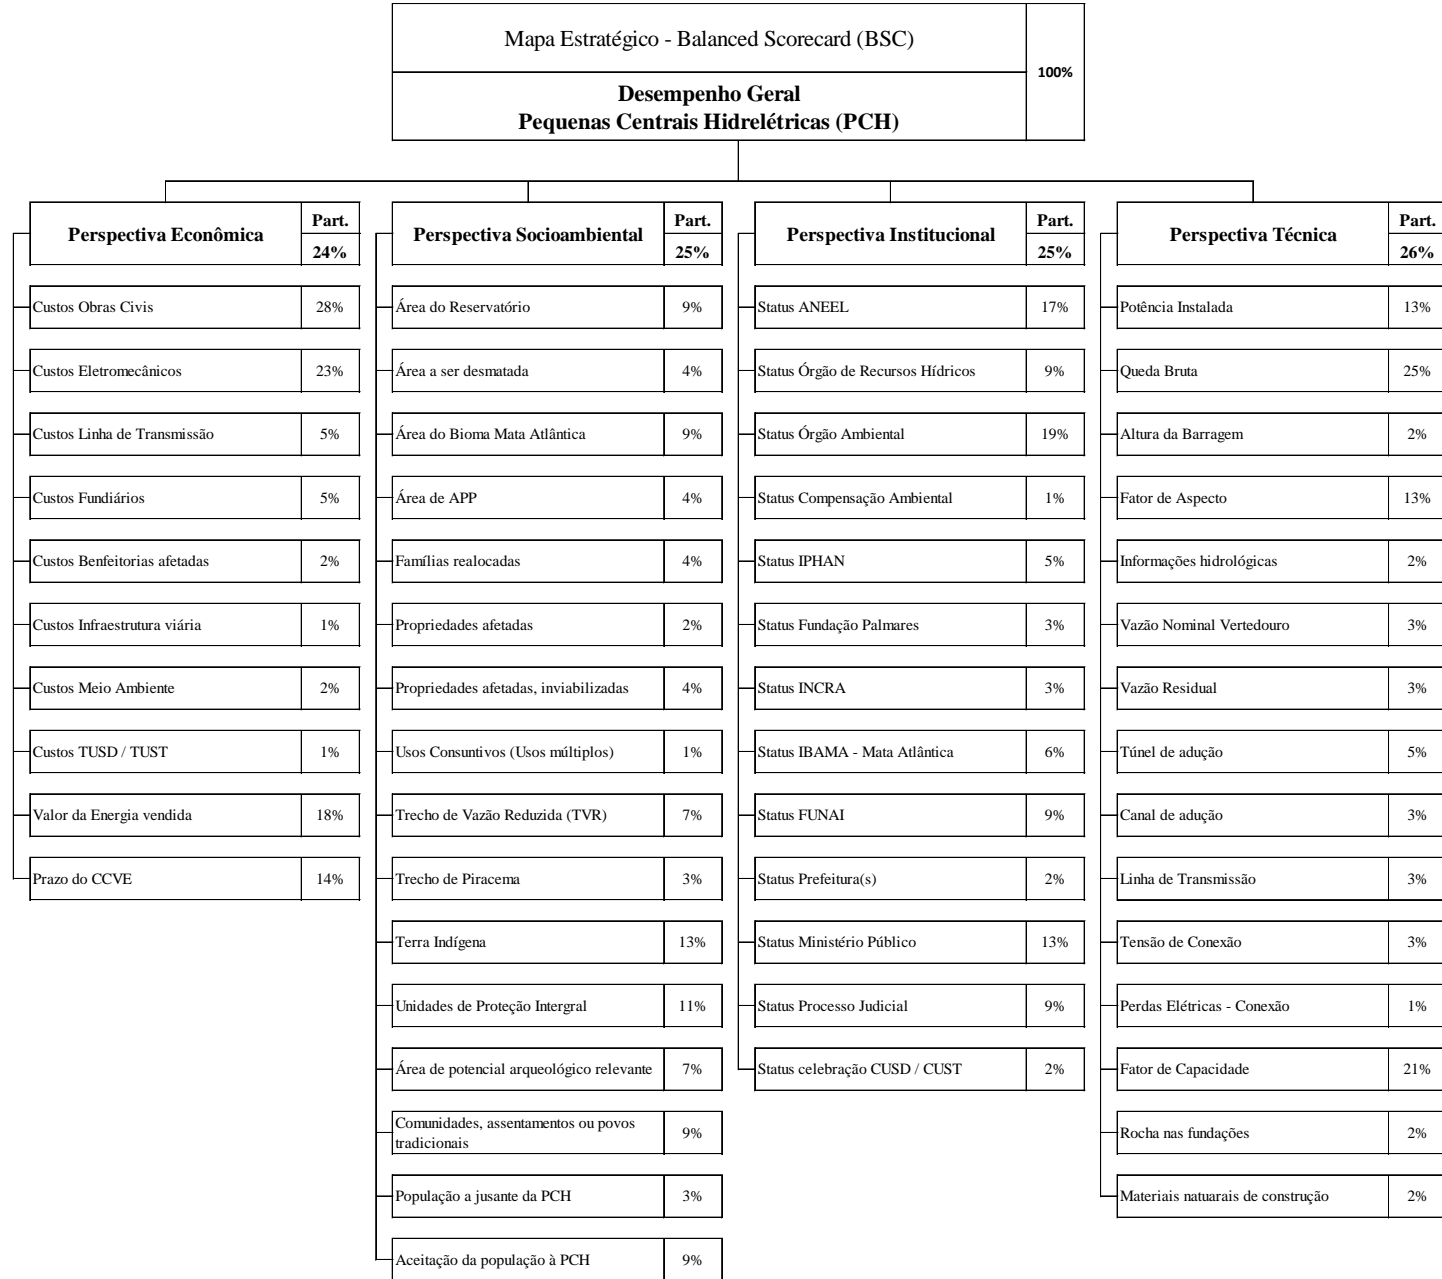 Mapa Estratégico - Balanced Scorecard (BSC)
100%
Desempenho Geral
Pequenas Centrais Hidrelétricas (PCH)
Perspectiva Econômica
Part.
24%
Custos Obras Civis 28%
Custos Eletromecânicos 23%
Custos Linha de Transmissão 5%
Custos Fundiários 5%
Custos Benfeitorias afetadas 2%
Custos Infraestrutura viária 1%
Custos Meio Ambiente 2%
Custos TUSD / TUST 1%
Valor da Energia vendida 18%
Prazo do CCVE 14%
Perspectiva Socioambiental
Part.
25%
Área do Reservatório 9%
Área a ser desmatada 4%
Área do Bioma Mata Atlântica 9%
Área de APP 4%
Famílias realocadas 4%
Propriedades afetadas 2%
Propriedades afetadas, inviabilizadas 4%
Usos Consuntivos (Usos múltiplos) 1%
Trecho de Vazão Reduzida (TVR) 7%
Trecho de Piracema 3%
Terra Indígena 13%
Unidades de Proteção Intergral 11%
Área de potencial arqueológico relevante 7%
Comunidades, assentamentos ou povos
tradicionais 9%
População a jusante da PCH 3%
Aceitação da população à PCH 9%
Perspectiva Institucional
Part.
25%
Status ANEEL 17%
Status Órgão de Recursos Hídricos 9%
Status Órgão Ambiental 19%
Status Compensação Ambiental 1%
Status IPHAN 5%
Status Fundação Palmares 3%
Status INCRA 3%
Status IBAMA - Mata Atlântica 6%
Status FUNAI 9%
Status Prefeitura(s) 2%
Status Ministério Público 13%
Status Processo Judicial 9%
Status celebração CUSD / CUST 2%
Perspectiva Técnica
Part.
26%
Potência Instalada 13%
Queda Bruta 25%
Altura da Barragem 2%
Fator de Aspecto 13%
Informações hidrológicas 2%
Vazão Nominal Vertedouro 3%
Vazão Residual 3%
Túnel de adução 5%
Canal de adução 3%
Linha de Transmissão 3%
Tensão de Conexão 3%
Perdas Elétricas - Conexão 1%
Fator de Capacidade 21%
Rocha nas fundações 2%
Materiais natuarais de construção 2%